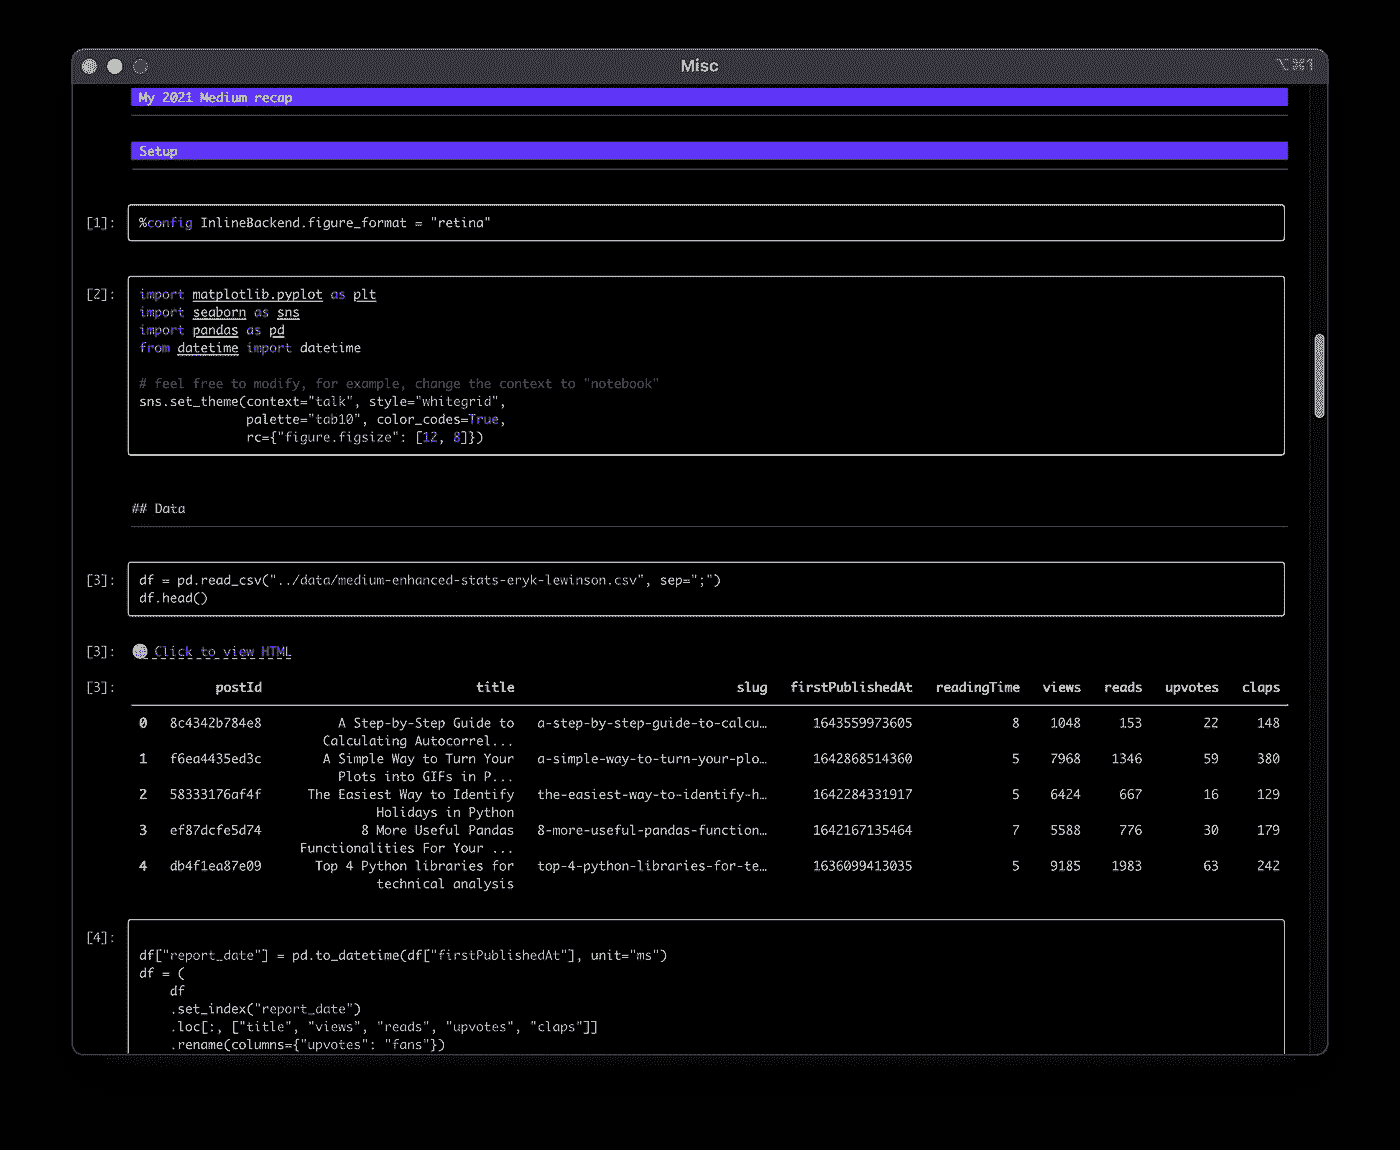 Misc
⌥⌘1
My 2021 Medium recap
Setup
[1]: %config InlineBackend.figure_format = "retina"
[2]: import matplotlib.pyplot as plt
import seaborn as sns
import pandas as pd
from datetime import datetime
# feel free to modify, for example, change the context to "notebook"
sns.set_theme(context="talk", style="whitegrid",
palette="tab10", color_codes=True,
rc={"figure.figsize": [12, 8]})
## Data
[3]: df = pd.read_csv("../data/medium-enhanced-stats-eryk-lewinson.csv", sep=";")
df.head()
[3]: Click to view HTML
[3]: postId title slug firstPublishedAt readingTime views reads upvotes claps
0 8c4342b784e8 A Step-by-Step Guide to a-step-by-step-guide-to-calcu… 1643559973605 8 1048 153 22 148
Calculating Autocorrel...
1 f6ea4435ed3c A Simple Way to Turn Your a-simple-way-to-turn-your-plo… 1642868514360 5 7968 1346 59 380
Plots into GIFs in P...
2 58333176af4f The Easiest Way to Identify the-easiest-way-to-identify-h… 1642284331917 5 6424 667 16 129
Holidays in Python
3 ef87dcfe5d74 8 More Useful Pandas 8-more-useful-pandas-function… 1642167135464 7 5588 776 30 179
Functionalities For Your ...
4 db4f1ea87e09 Top 4 Python libraries for top-4-python-libraries-for-te… 1636099413035 5 9185 1983 63 242
technical analysis
[4]:
df["report_date"] = pd.to_datetime(df["firstPublishedAt"], unit="ms")
df = (
df
.set_index("report_date")
.loc[:, ["title", "views", "reads", "upvotes", "claps"]]
.rename(columns={"upvotes": "fans"})